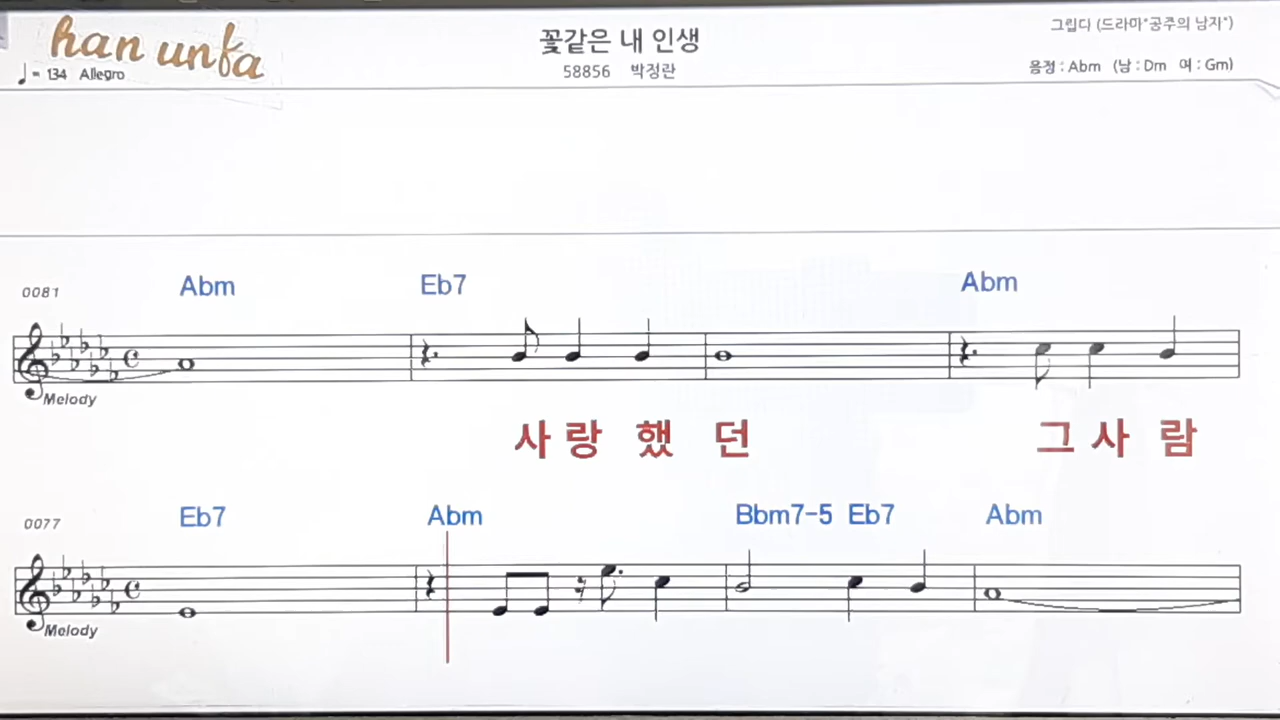 han unfa
♩= 134 Allegro
꽃같은 내 인생
58856 박정란
그립다 (드라마"공주의 남자")
음정 : Abm (남 : Dm 여 : Gm)
0081
Abm Eb7 Abm
Melody
사랑했던 그사람
0077
Eb7 Abm Bbm7-5 Eb7 Abm
Melody